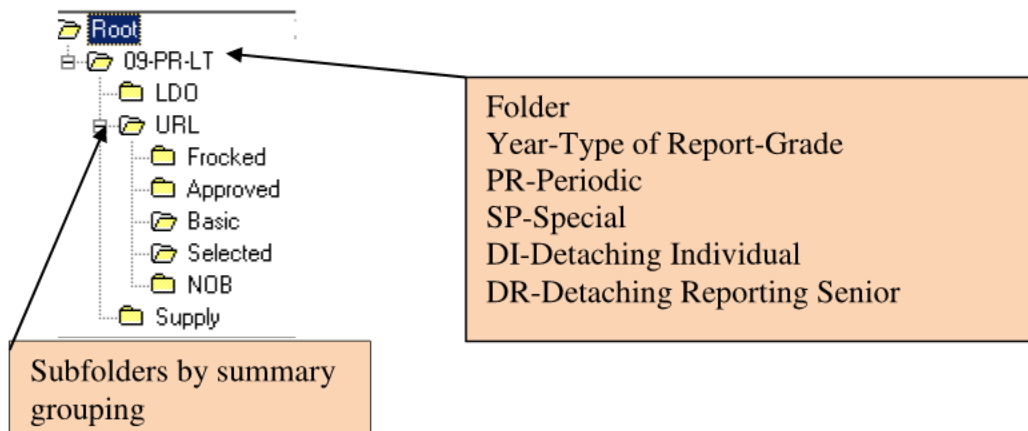 Root
09-PR-LT
LDO
URL
Frocked
Approved
Basic
Selected
NOB
Supply
Folder
Year-Type of Report-Grade
PR-Periodic
SP-Special
DI-Detaching Individual
DR-Detaching Reporting Senior
Subfolders by summary
grouping